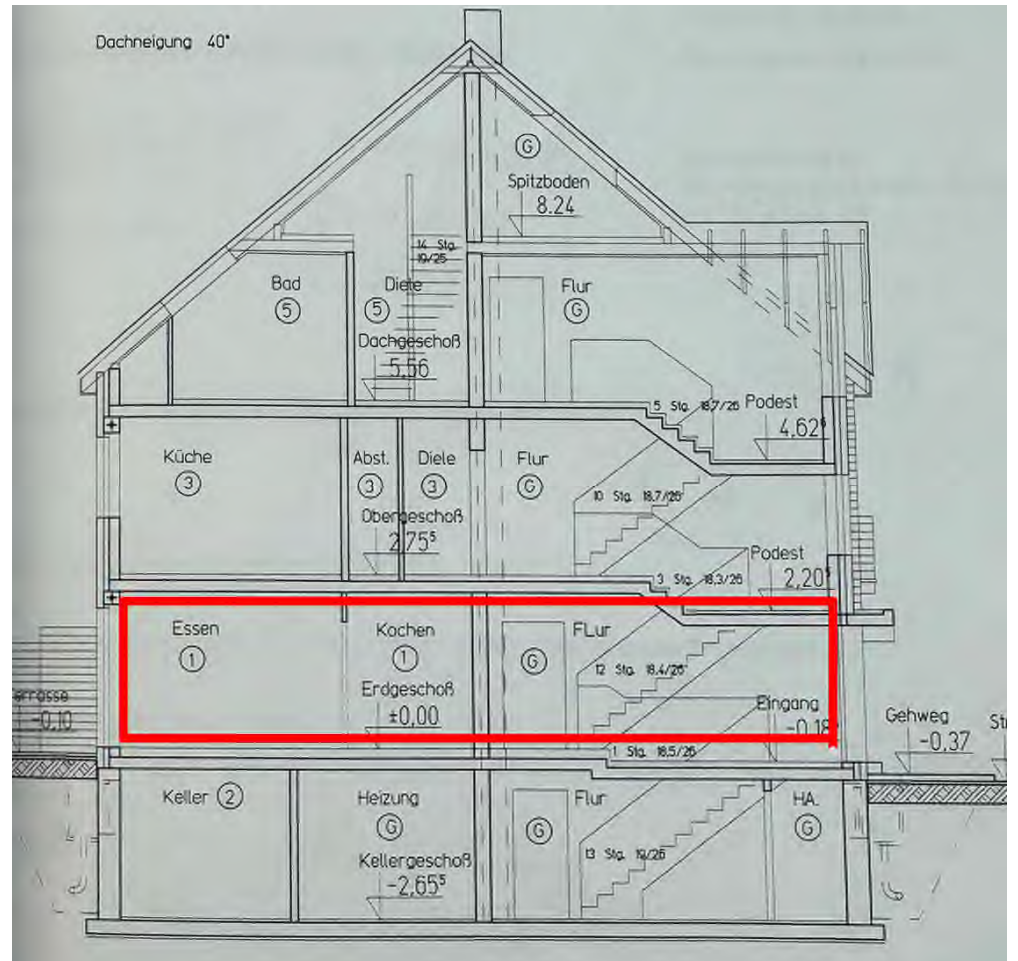 Dachneigung 40°
G
Spitzboden
8.24
14 Stg.
19/25
Bad
5
Diele
5
Flur
G
Dachgeschoß
5,56
5 Stg. 18,7/26
Podest
4,62⁵
Küche
3
Abst.
3
Diele
3
Flur
G
10 Stg. 18,7/26
Obergeschoß
2,75⁵
Podest
2,20⁵
3 Stg. 18,3/26
Essen
1
Kochen
1
FLur
G
12 Stg. 18,4/26
Erdgeschoß
±0,00
Eingang
-0,18
-0,10
Gehweg
-0,37
1 Stg. 18,5/26
Keller 2
Heizung
G
Flur
G
HA.
G
13 Stg. 19/26
Kellergeschoß
-2,65⁵